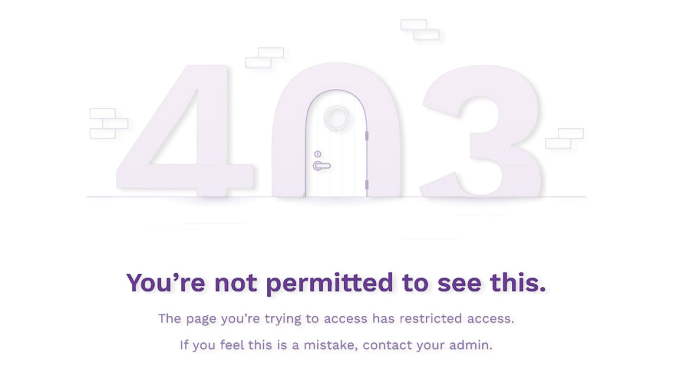 403
You're not permitted to see this.
The page you're trying to access has restricted access.
If you feel this is a mistake, contact your admin.